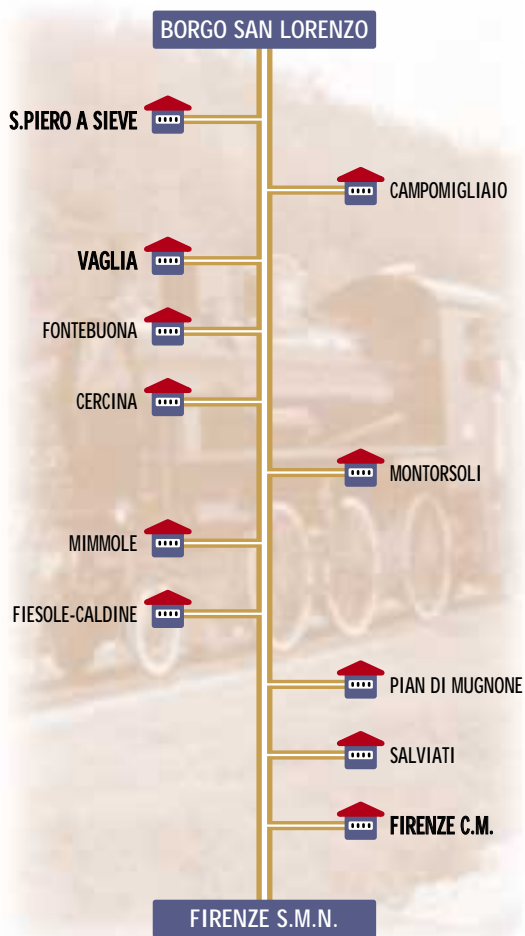 BORGO SAN LORENZO
S.PIERO A SIEVE
CAMPOMIGLIAIO
VAGLIA
FONTEBUONA
CERCINA
MONTORSOLI
MIMMOLE
FIESOLE-CALDINE
PIAN DI MUGNONE
SALVIATI
FIRENZE C.M.
FIRENZE S.M.N.